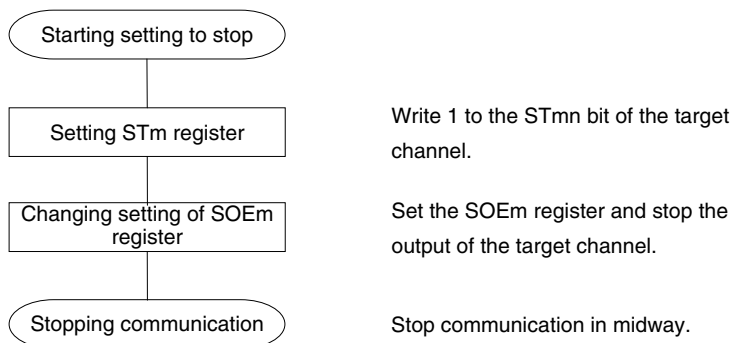 Starting setting to stop
Setting STm register
Write 1 to the STmn bit of the target
channel.
Changing setting of SOEm
register
Set the SOEm register and stop the
output of the target channel.
Stopping communication
Stop communication in midway.